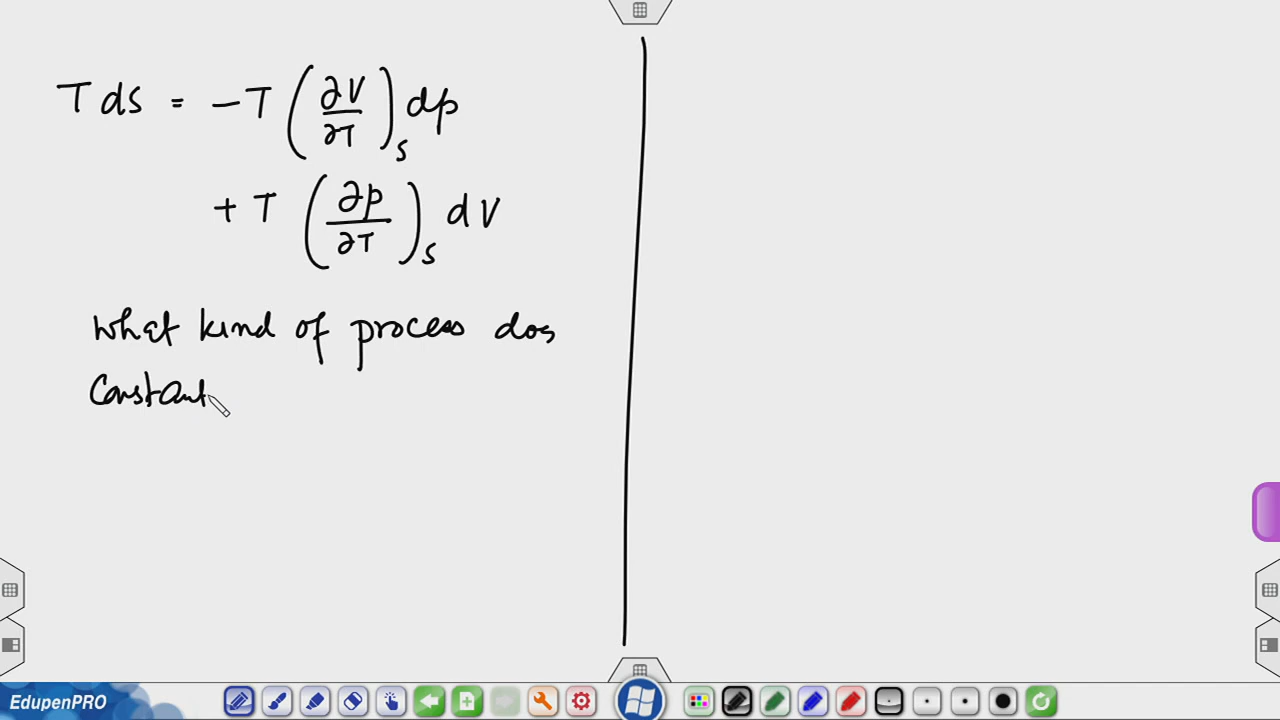 T ds = -T (∂V/∂T)s dp
+ T (∂p/∂T)s dV
what kind of process dos
Constant
EdupenPRO